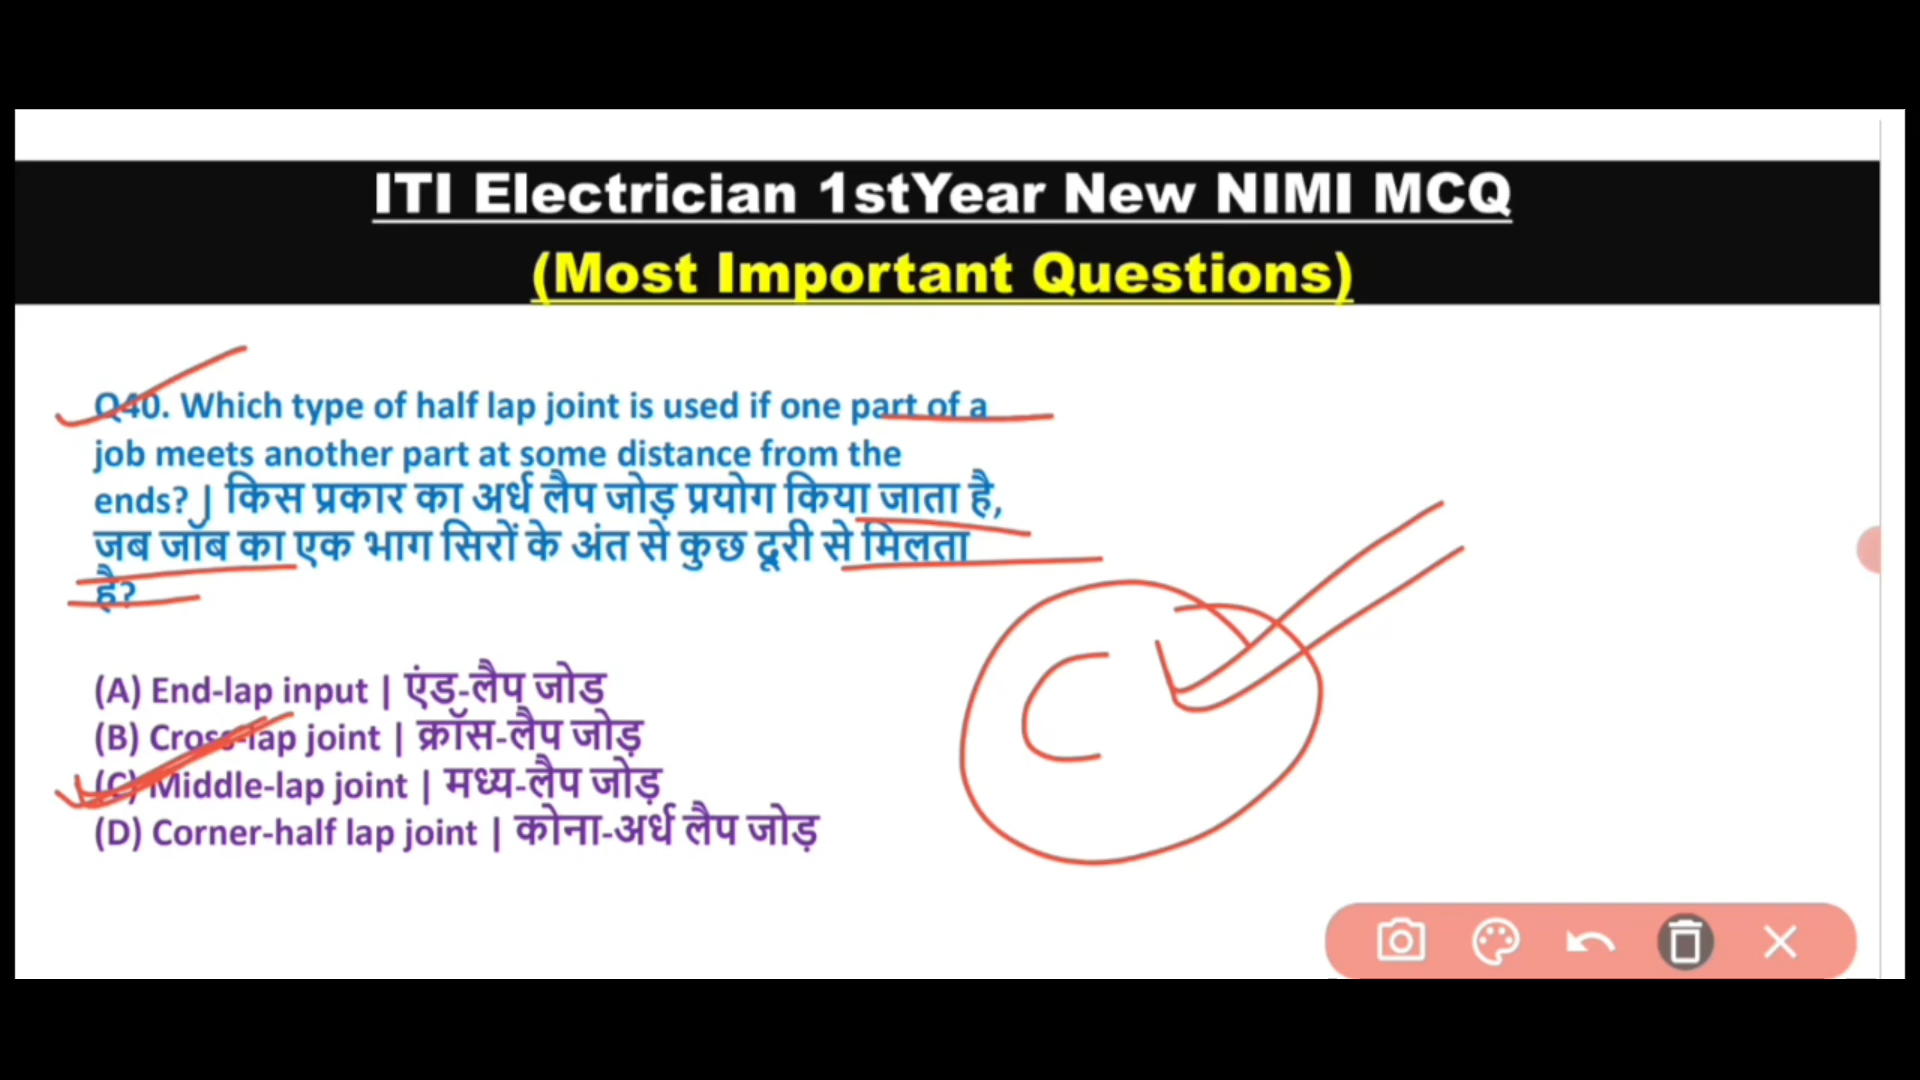 ITI Electrician 1stYear New NIMI MCQ
(Most Important Questions)
Q40. Which type of half lap joint is used if one part of a
job meets another part at some distance from the
ends? | किस प्रकार का अर्ध लैप जोड़ प्रयोग किया जाता है,
जब जॉब का एक भाग सिरों के अंत से कुछ दूरी से मिलता
है?
(A) End-lap input | एंड-लैप जोड
(B) Cross-lap joint | क्रॉस-लैप जोड़
(C) Middle-lap joint | मध्य-लैप जोड़
(D) Corner-half lap joint | कोना-अर्ध लैप जोड़
C